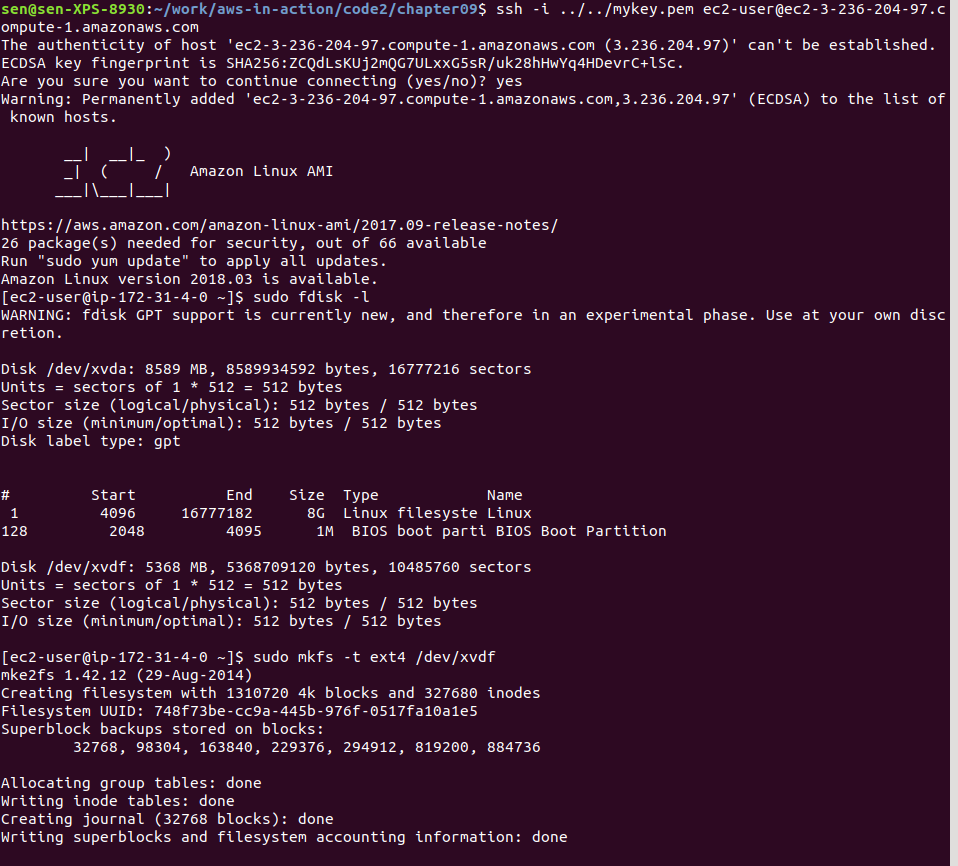 sen@sen-XPS-8930:~/work/aws-in-action/code2/chapter09$ ssh -i ../../mykey.pem ec2-user@ec2-3-236-204-97.c
ompute-1.amazonaws.com
The authenticity of host 'ec2-3-236-204-97.compute-1.amazonaws.com (3.236.204.97)' can't be established.
ECDSA key fingerprint is SHA256:ZCQdLsKUj2mQG7ULxxG5sR/uk28hHwYq4HDevrC+lSc.
Are you sure you want to continue connecting (yes/no)? yes
Warning: Permanently added 'ec2-3-236-204-97.compute-1.amazonaws.com,3.236.204.97' (ECDSA) to the list of
 known hosts.

       __|  __|_  )
       _|  (     /   Amazon Linux AMI
      ___|\___|___|

https://aws.amazon.com/amazon-linux-ami/2017.09-release-notes/
26 package(s) needed for security, out of 66 available
Run "sudo yum update" to apply all updates.
Amazon Linux version 2018.03 is available.
[ec2-user@ip-172-31-4-0 ~]$ sudo fdisk -l
WARNING: fdisk GPT support is currently new, and therefore in an experimental phase. Use at your own disc
retion.

Disk /dev/xvda: 8589 MB, 8589934592 bytes, 16777216 sectors
Units = sectors of 1 * 512 = 512 bytes
Sector size (logical/physical): 512 bytes / 512 bytes
I/O size (minimum/optimal): 512 bytes / 512 bytes
Disk label type: gpt


#         Start          End    Size  Type            Name
 1         4096     16777182      8G  Linux filesyste Linux
128         2048         4095      1M  BIOS boot parti BIOS Boot Partition

Disk /dev/xvdf: 5368 MB, 5368709120 bytes, 10485760 sectors
Units = sectors of 1 * 512 = 512 bytes
Sector size (logical/physical): 512 bytes / 512 bytes
I/O size (minimum/optimal): 512 bytes / 512 bytes

[ec2-user@ip-172-31-4-0 ~]$ sudo mkfs -t ext4 /dev/xvdf
mke2fs 1.42.12 (29-Aug-2014)
Creating filesystem with 1310720 4k blocks and 327680 inodes
Filesystem UUID: 748f73be-cc9a-445b-976f-0517fa10a1e5
Superblock backups stored on blocks:
        32768, 98304, 163840, 229376, 294912, 819200, 884736

Allocating group tables: done
Writing inode tables: done
Creating journal (32768 blocks): done
Writing superblocks and filesystem accounting information: done